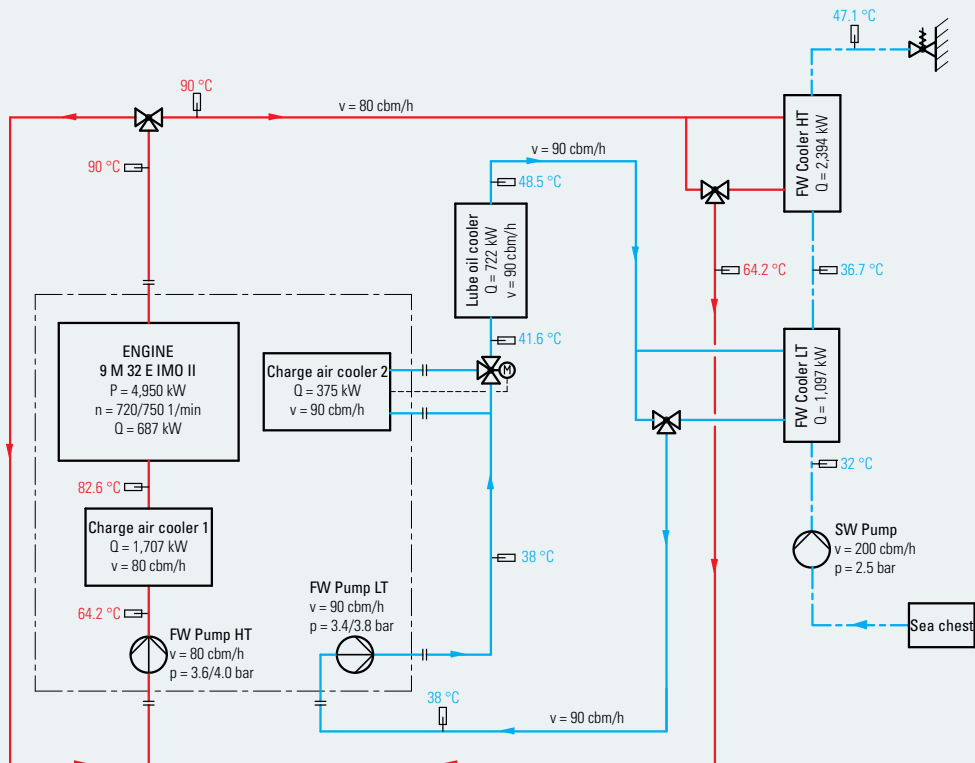 47.1 °C
90 °C
v = 80 cbm/h
FW Cooler HT
Q = 2,394 kW
90 °C
v = 90 cbm/h
48.5 °C
Lube oil cooler
Q = 722 kW
v = 90 cbm/h
64.2 °C
36.7 °C
41.6 °C
ENGINE
9 M 32 E IMO II
P = 4,950 kW
n = 720/750 1/min
Q = 687 kW
Charge air cooler 2
Q = 375 kW
v = 90 cbm/h
M
FW Cooler LT
Q = 1,097 kW
32 °C
82.6 °C
Charge air cooler 1
Q = 1,707 kW
v = 80 cbm/h
38 °C
SW Pump
v = 200 cbm/h
p = 2.5 bar
FW Pump LT
v = 90 cbm/h
p = 3.4/3.8 bar
64.2 °C
FW Pump HT
v = 80 cbm/h
p = 3.6/4.0 bar
Sea chest
38 °C
v = 90 cbm/h